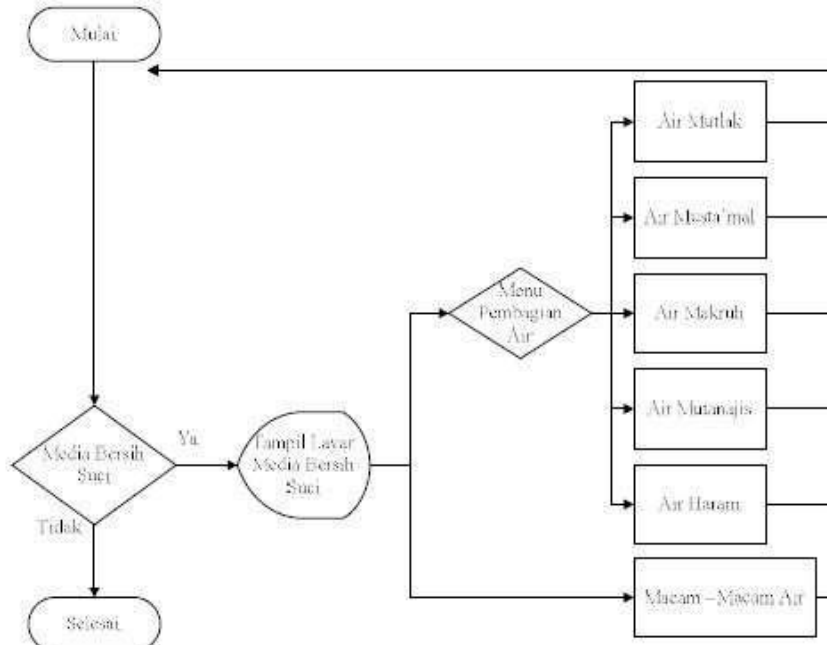 Mulai
Air Mutlak
Air Musta'mal
Menu
Pembagian
Air
Air Makruh
Air Mutanajis
Media Bersih
Suci
Ya
Tampil Layar
Media Bersih
Suci
Tidak
Air Haram
Macam – Macam Air
Selesai